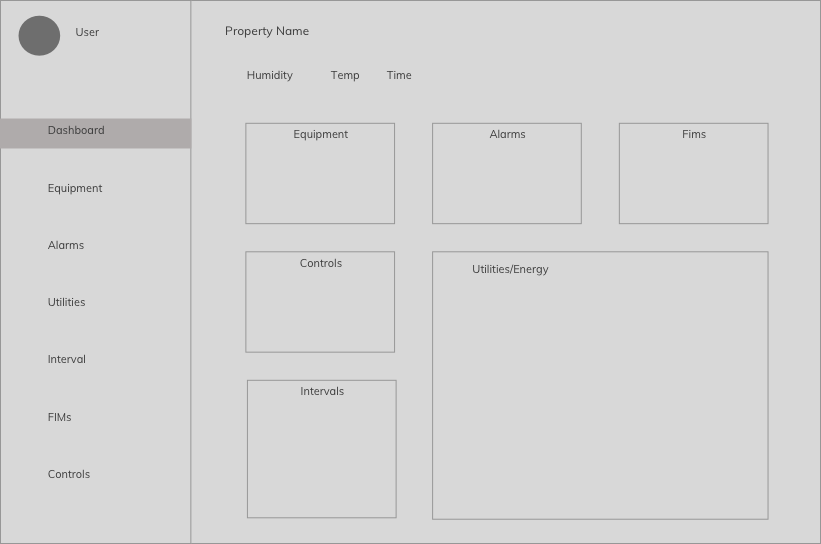 User
Dashboard
Equipment
Alarms
Utilities
Interval
FIMs
Controls
Property Name
Humidity Temp Time
Equipment
Alarms
Fims
Controls
Utilities/Energy
Intervals